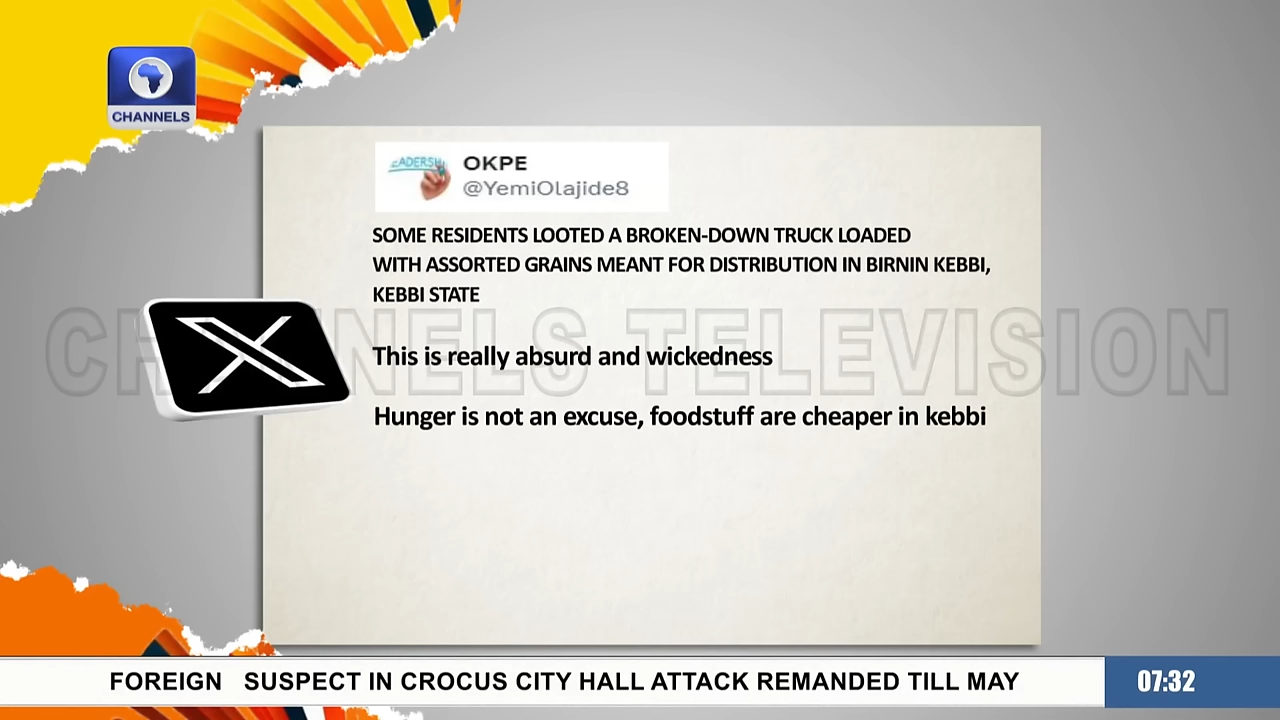 CHANNELS
ADERSH
OKPE
@YemiOlajide8
SOME RESIDENTS LOOTED A BROKEN-DOWN TRUCK LOADED
WITH ASSORTED GRAINS MEANT FOR DISTRIBUTION IN BIRNIN KEBBI,
KEBBI STATE
CHANNELS TELEVISION
This is really absurd and wickedness
Hunger is not an excuse, foodstuff are cheaper in kebbi
FOREIGN SUSPECT IN CROCUS CITY HALL ATTACK REMANDED TILL MAY
07:32